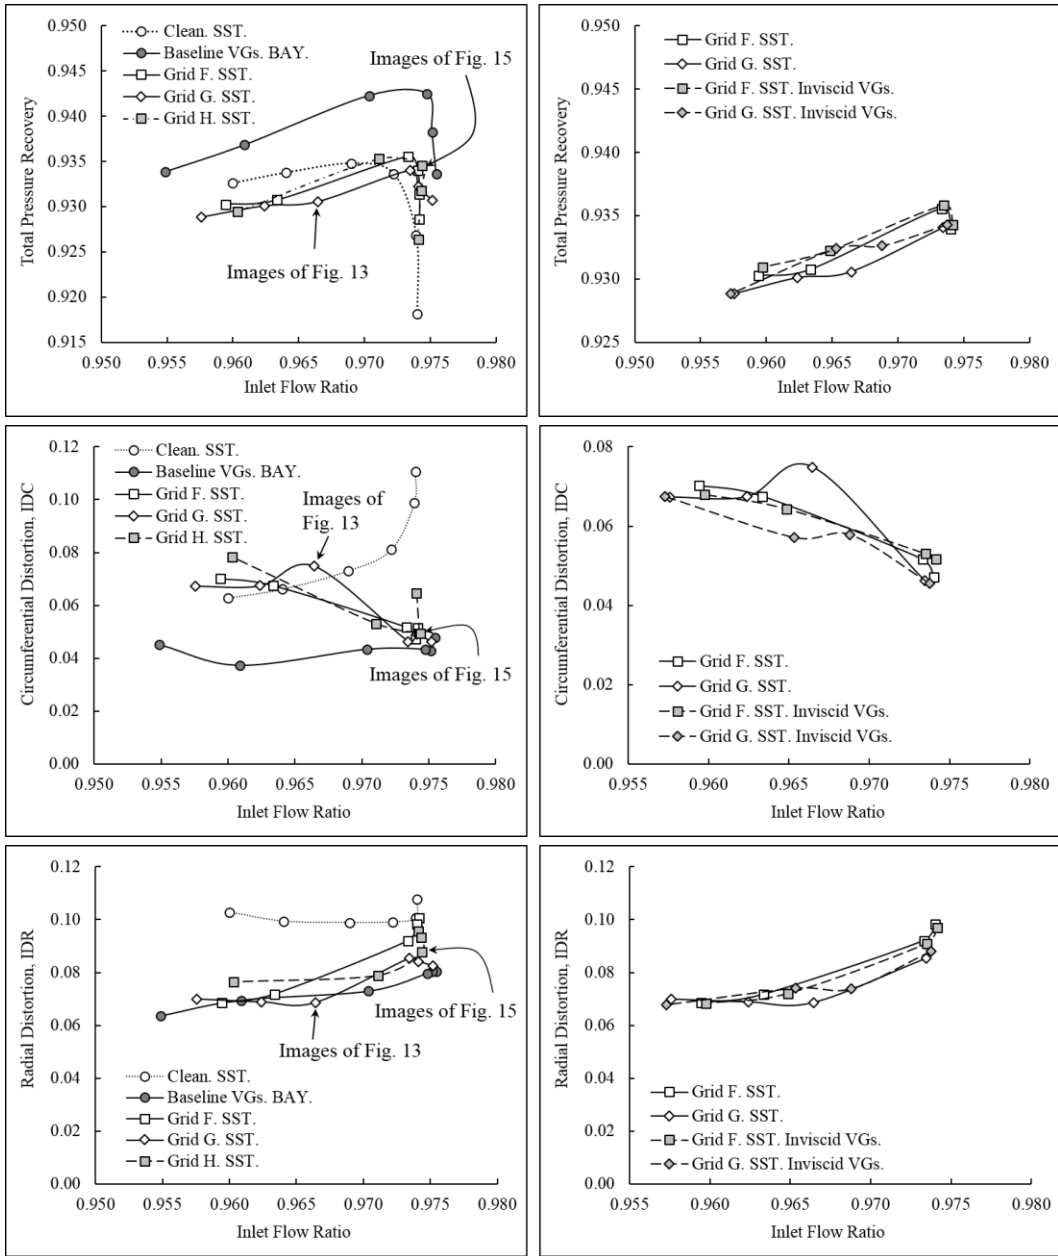 0.950
0.945
0.940
0.935
0.930
0.925
0.920
0.915
Total Pressure Recovery
Clean. SST.
Baseline VGs. BAY.
Grid F. SST.
Grid G. SST.
Grid H. SST.
Images of Fig. 15
Images of Fig. 13
0.950 0.955 0.960 0.965 0.970 0.975 0.980
Inlet Flow Ratio
0.950
0.945
0.940
0.935
0.930
0.925
Total Pressure Recovery
Grid F. SST.
Grid G. SST.
Grid F. SST. Inviscid VGs.
Grid G. SST. Inviscid VGs.
0.955 0.960 0.965 0.970 0.975 0.980
Inlet Flow Ratio
0.12
0.10
0.08
0.06
0.04
0.02
0.00
Circumferential Distortion, IDC
Clean. SST.
Baseline VGs. BAY.
Grid F. SST.
Grid G. SST.
Grid H. SST.
Images of
Fig. 13
Images of Fig. 15
0.950 0.955 0.960 0.965 0.970 0.975 0.980
Inlet Flow Ratio
0.08
0.06
0.04
0.02
0.00
Circumferential Distortion, IDC
Grid F. SST.
Grid G. SST.
Grid F. SST. Inviscid VGs.
Grid G. SST. Inviscid VGs.
0.955 0.960 0.965 0.970 0.975 0.980
Inlet Flow Ratio
0.12
0.10
0.08
0.06
0.04
0.02
0.00
Radial Distortion, IDR
Images of Fig. 15
Images of Fig. 13
Clean. SST.
Baseline VGs. BAY.
Grid F. SST.
Grid G. SST.
Grid H. SST.
0.950 0.955 0.960 0.965 0.970 0.975 0.980
Inlet Flow Ratio
0.12
0.10
0.08
0.06
0.04
0.02
0.00
Radial Distortion, IDR
Grid F. SST.
Grid G. SST.
Grid F. SST. Inviscid VGs.
Grid G. SST. Inviscid VGs.
0.955 0.960 0.965 0.970 0.975 0.980
Inlet Flow Ratio